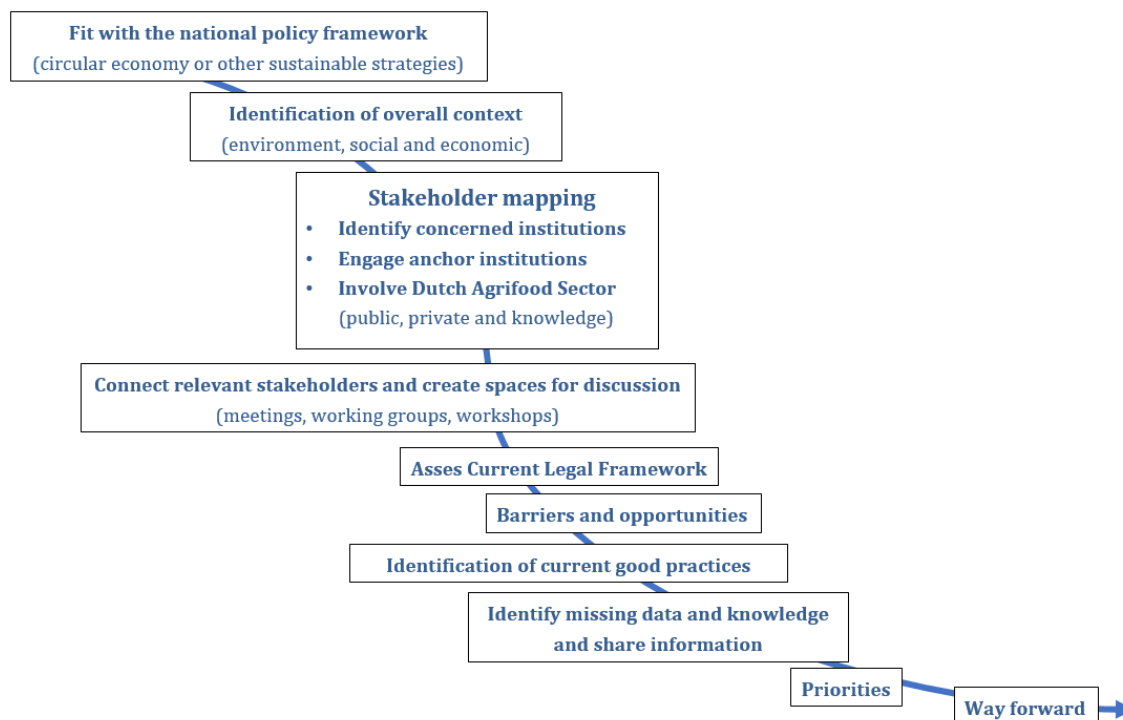 Fit with the national policy framework
(circular economy or other sustainable strategies)
Identification of overall context
(environment, social and economic)
Stakeholder mapping
• Identify concerned institutions
• Engage anchor institutions
• Involve Dutch Agrifood Sector
(public, private and knowledge)
Connect relevant stakeholders and create spaces for discussion
(meetings, working groups, workshops)
Asses Current Legal Framework
Barriers and opportunities
Identification of current good practices
Identify missing data and knowledge
and share information
Priorities
Way forward